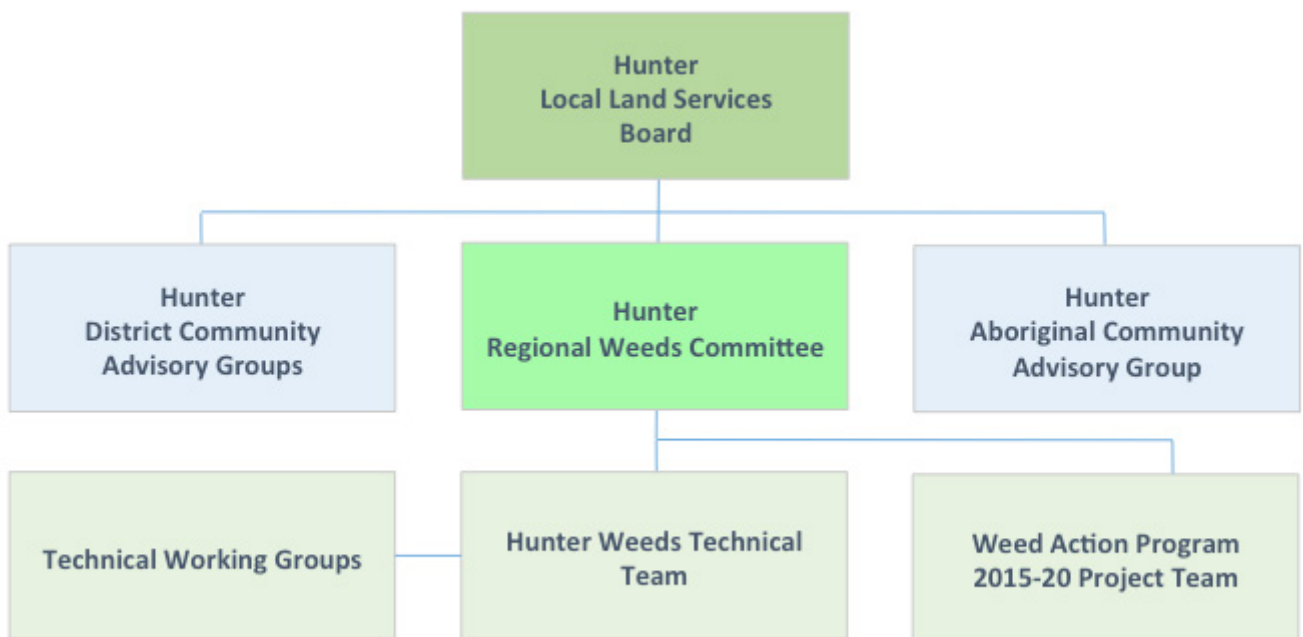 Hunter
Local Land Services
Board
Hunter
District Community
Advisory Groups
Hunter
Regional Weeds Committee
Hunter
Aboriginal Community
Advisory Group
Technical Working Groups
Hunter Weeds Technical
Team
Weed Action Program
2015-20 Project Team